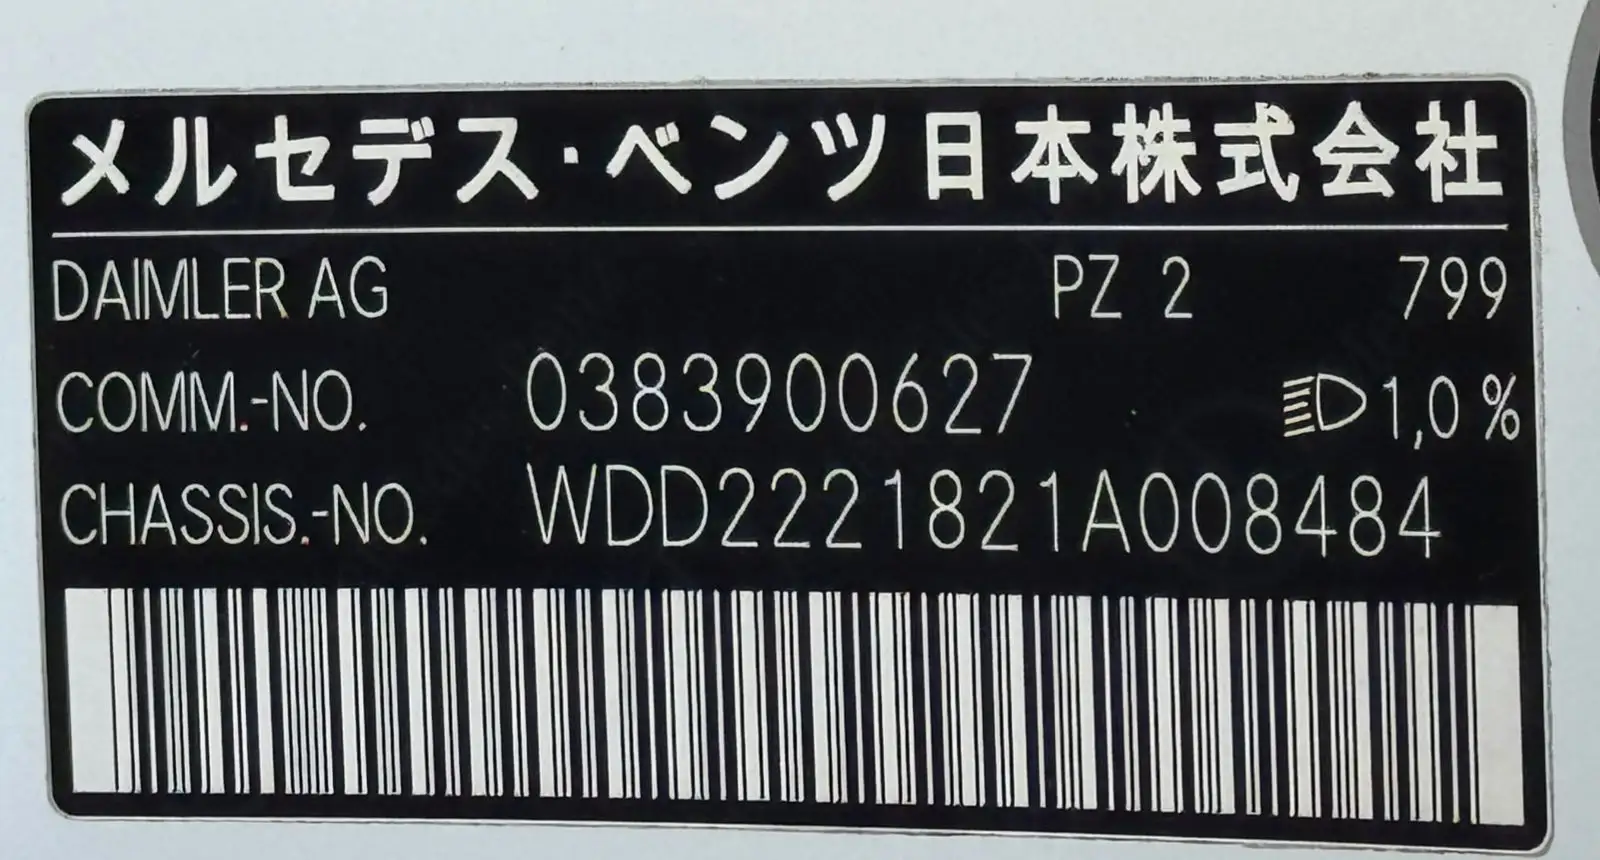 メルセデス・ベンツ日本株式会社
DAIMLER AG PZ 2 799
COMM.-NO. 0383900627 1,0 %
CHASSIS.-NO. WDD2221821A008484